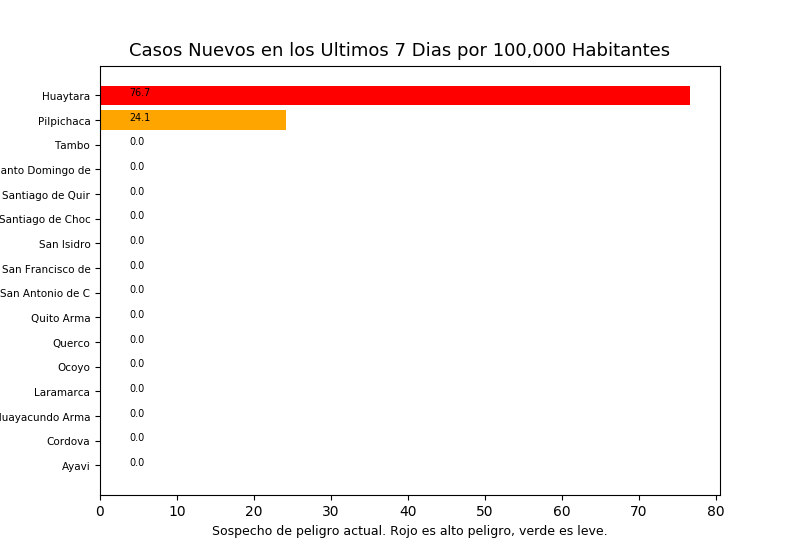 Casos Nuevos en los Ultimos 7 Dias por 100,000 Habitantes
Huaytara 76.7
Pilpichaca 24.1
Tambo 0.0
anto Domingo de 0.0
Santiago de Quir 0.0
Santiago de Choc 0.0
San Isidro 0.0
San Francisco de 0.0
San Antonio de C 0.0
Quito Arma 0.0
Querco 0.0
Ocoyo 0.0
Laramarca 0.0
uayacundo Arma 0.0
Cordova 0.0
Ayavi 0.0
0 10 20 30 40 50 60 70 80
Sospecho de peligro actual. Rojo es alto peligro, verde es leve.